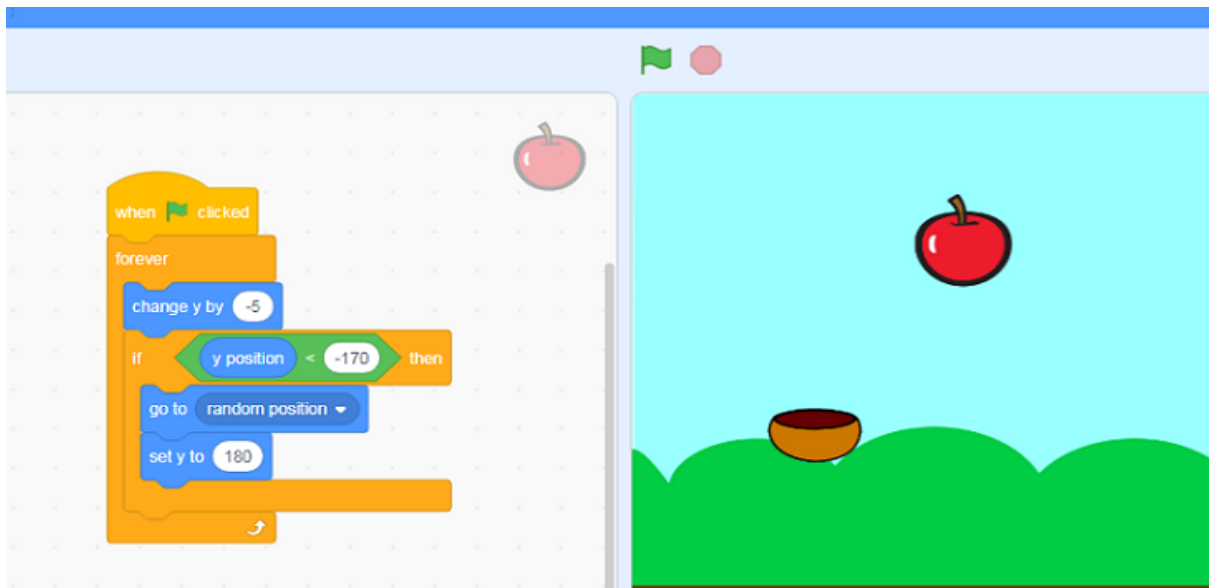 when clicked
forever
change y by -5
if y position < -170 then
go to random position
set y to 180